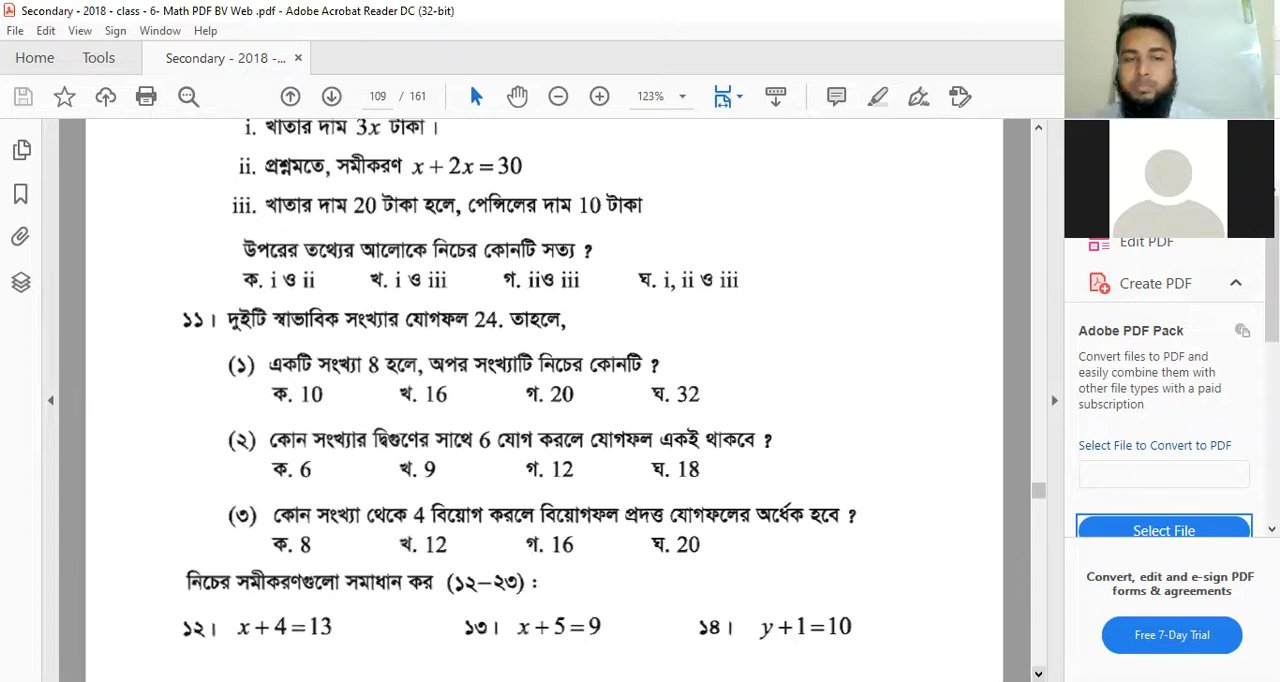 Secondary - 2018 - class - 6- Math PDF BV Web .pdf - Adobe Acrobat Reader DC (32-bit)
File Edit View Sign Window Help
Home Tools Secondary - 2018 -... ×
109 / 161 123%
i. খাতার দাম 3x টাকা ।
ii. প্রশ্নমতে, সমীকরণ x + 2x = 30
iii. খাতার দাম 20 টাকা হলে, পেন্সিলের দাম 10 টাকা
উপরের তথ্যের আলোকে নিচের কোনটি সত্য ?
ক. i ও ii খ. i ও iii গ. iiও iii ঘ. i, ii ও iii
১১। দুইটি স্বাভাবিক সংখ্যার যোগফল 24. তাহলে,
(১) একটি সংখ্যা 8 হলে, অপর সংখ্যাটি নিচের কোনটি ?
ক. 10 খ. 16 গ. 20 ঘ. 32
(২) কোন সংখ্যার দ্বিগুণের সাথে 6 যোগ করলে যোগফল একই থাকবে ?
ক. 6 খ. 9 গ. 12 ঘ. 18
(৩) কোন সংখ্যা থেকে 4 বিয়োগ করলে বিয়োগফল প্রদত্ত যোগফলের অর্ধেক হবে ?
ক. 8 খ. 12 গ. 16 ঘ. 20
নিচের সমীকরণগুলো সমাধান কর (১২–২৩) :
১২। x + 4 = 13 ১৩। x + 5 = 9 ১৪। y + 1 = 10
Edit PDF
Create PDF
Adobe PDF Pack
Convert files to PDF and
easily combine them with
other file types with a paid
subscription
Select File to Convert to PDF
Select File
Convert, edit and e-sign PDF
forms & agreements
Free 7-Day Trial